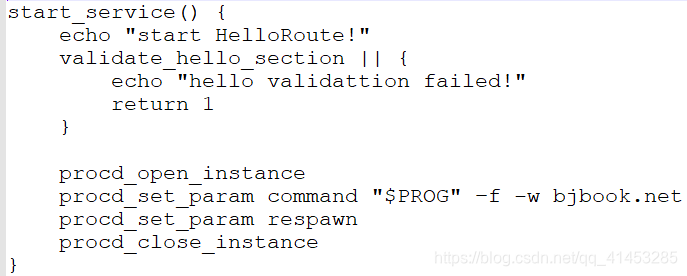 start_service() {
    echo "start HelloRoute!"
    validate_hello_section || {
        echo "hello validattion failed!"
        return 1
    }

    procd_open_instance
    procd_set_param command "$PROG" -f -w bjbook.net
    procd_set_param respawn
    procd_close_instance
}
https://blog.csdn.net/qq_41453285